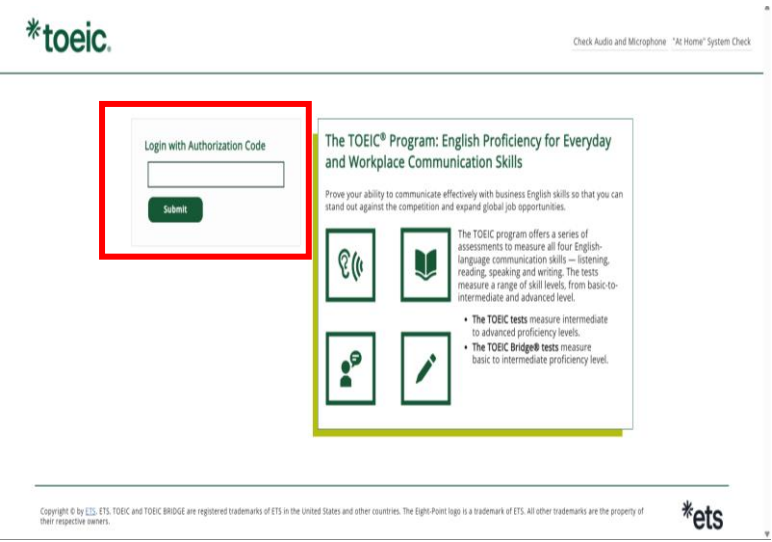 *toeic.
Check Audio and Microphone "At Home" System Check
Login with Authorization Code
Submit
The TOEIC® Program: English Proficiency for Everyday
and Workplace Communication Skills
Prove your ability to communicate effectively with business English skills so that you can
stand out against the competition and expand global job opportunities.
The TOEIC program offers a series of
assessments to measure all four English-
language communication skills — listening,
reading, speaking and writing. The tests
measure a range of skill levels, from basic-to-
intermediate and advanced level.
• The TOEIC tests measure intermediate
to advanced proficiency levels.
• The TOEIC Bridge® tests measure
basic to intermediate proficiency level.
Copyright © by ETS. ETS, TOEIC and TOEIC BRIDGE are registered trademarks of ETS in the United States and other countries. The Eight-Point logo is a trademark of ETS. All other trademarks are the property of
their respective owners.
*ets